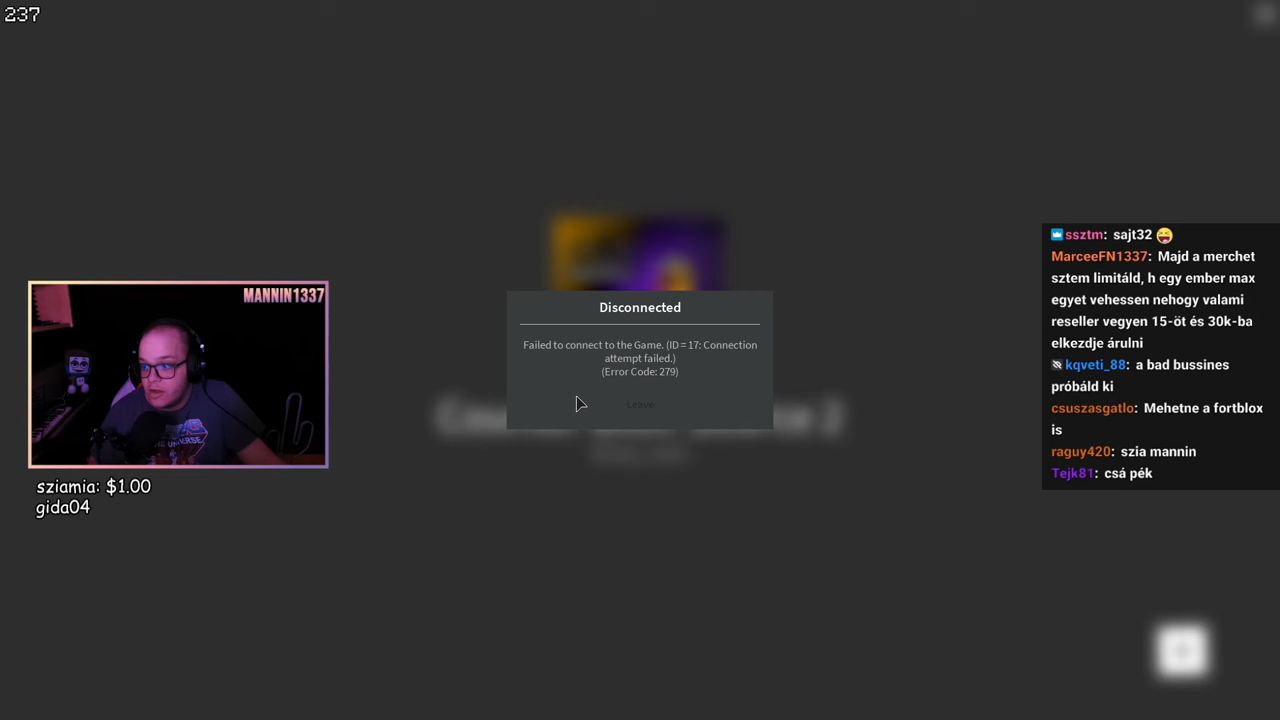 237
MANNIN1337
sziamia: $1.00
gida04
Disconnected
Failed to connect to the Game. (ID = 17: Connection
attempt failed.)
(Error Code: 279)
Leave
ssztm: sajt32
MarceeFN1337: Majd a merchet
sztem limitáld, h egy ember max
egyet vehessen nehogy valami
reseller vegyen 15-öt és 30k-ba
elkezdje árulni
kqveti_88: a bad bussines
próbáld ki
csuszasgatlo: Mehetne a fortblox
is
raguy420: szia mannin
Tejk81: csá pék